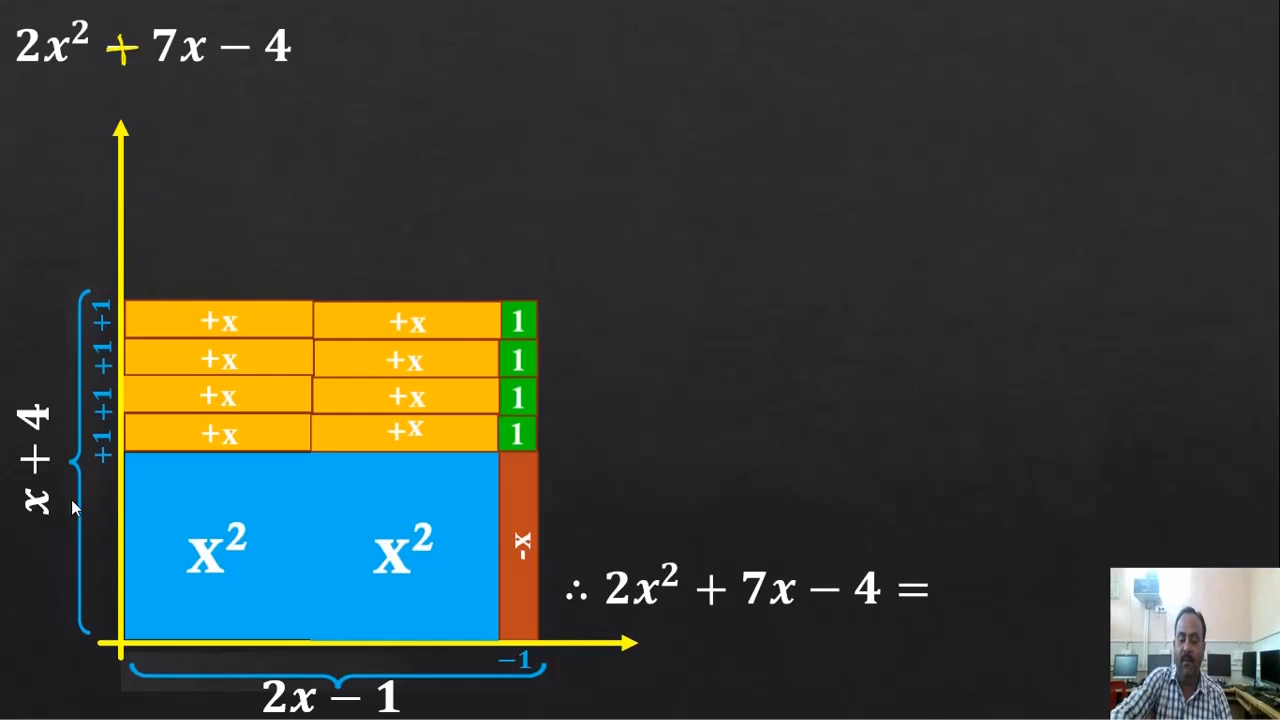 2x² + 7x − 4
+x +x 1
+x +x 1
+x +x 1
+x +x 1
x² x² -x
+1 +1 +1 +1
x + 4
−1
2x − 1
∴ 2x² + 7x − 4 =